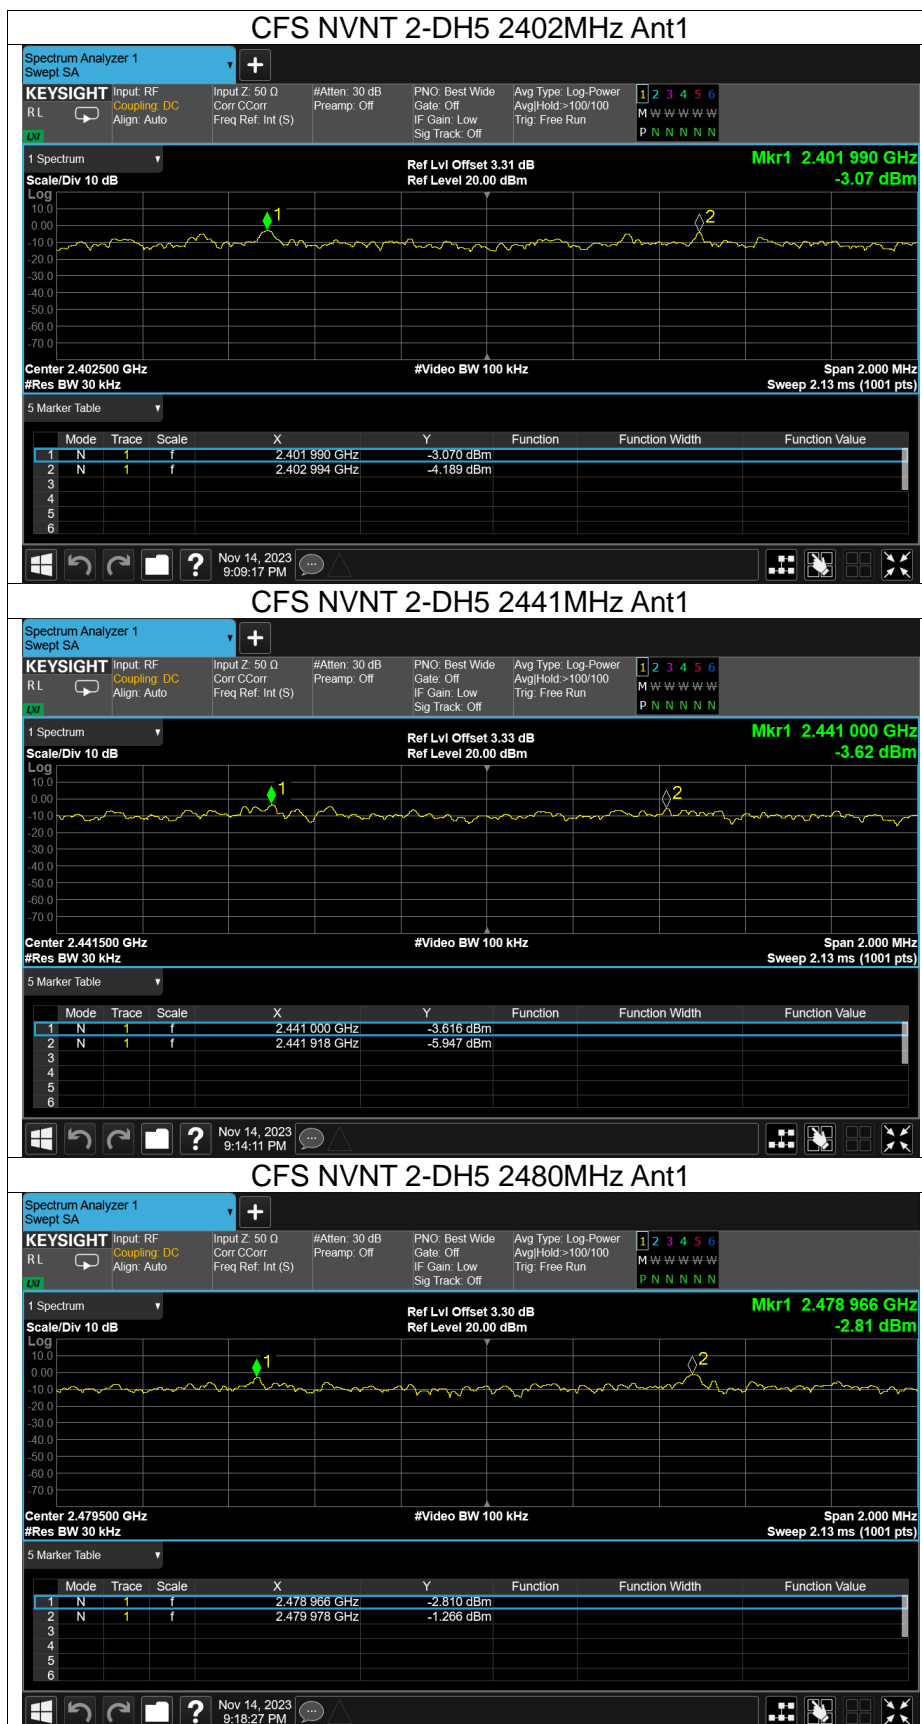 CFS NVNT 2-DH5 2402MHz Ant1
Spectrum Analyzer 1
Swept SA
+
KEYSIGHT Input: RF Input Z: 50 Ω #Atten: 30 dB PNO: Best Wide Avg Type: Log-Power 1 2 3 4 5 6
R L Coupling: DC Corr CCorr Preamp: Off Gate: Off Avg|Hold:>100/100 M W W W W W
Align: Auto Freq Ref: Int (S) IF Gain: Low Trig: Free Run
LXI Sig Track: Off P N N N N N
1 Spectrum Ref Lvl Offset 3.31 dB Mkr1 2.401 990 GHz
Scale/Div 10 dB Ref Level 20.00 dBm -3.07 dBm
Log
10.0
0.00
-10.0
-20.0
-30.0
-40.0
-50.0
-60.0
-70.0
1
2
Center 2.402500 GHz #Video BW 100 kHz Span 2.000 MHz
#Res BW 30 kHz Sweep 2.13 ms (1001 pts)
5 Marker Table
Mode Trace Scale X Y Function Function Width Function Value
1 N 1 f 2.401 990 GHz -3.070 dBm
2 N 1 f 2.402 994 GHz -4.189 dBm
3
4
5
6
? Nov 14, 2023
9:09:17 PM
CFS NVNT 2-DH5 2441MHz Ant1
Spectrum Analyzer 1
Swept SA
+
KEYSIGHT Input: RF Input Z: 50 Ω #Atten: 30 dB PNO: Best Wide Avg Type: Log-Power 1 2 3 4 5 6
R L Coupling: DC Corr CCorr Preamp: Off Gate: Off Avg|Hold:>100/100 M W W W W W
Align: Auto Freq Ref: Int (S) IF Gain: Low Trig: Free Run
LXI Sig Track: Off P N N N N N
1 Spectrum Ref Lvl Offset 3.33 dB Mkr1 2.441 000 GHz
Scale/Div 10 dB Ref Level 20.00 dBm -3.62 dBm
Log
10.0
0.00
-10.0
-20.0
-30.0
-40.0
-50.0
-60.0
-70.0
1
2
Center 2.441500 GHz #Video BW 100 kHz Span 2.000 MHz
#Res BW 30 kHz Sweep 2.13 ms (1001 pts)
5 Marker Table
Mode Trace Scale X Y Function Function Width Function Value
1 N 1 f 2.441 000 GHz -3.616 dBm
2 N 1 f 2.441 918 GHz -5.947 dBm
3
4
5
6
? Nov 14, 2023
9:14:11 PM
CFS NVNT 2-DH5 2480MHz Ant1
Spectrum Analyzer 1
Swept SA
+
KEYSIGHT Input: RF Input Z: 50 Ω #Atten: 30 dB PNO: Best Wide Avg Type: Log-Power 1 2 3 4 5 6
R L Coupling: DC Corr CCorr Preamp: Off Gate: Off Avg|Hold:>100/100 M W W W W W
Align: Auto Freq Ref: Int (S) IF Gain: Low Trig: Free Run
LXI Sig Track: Off P N N N N N
1 Spectrum Ref Lvl Offset 3.30 dB Mkr1 2.478 966 GHz
Scale/Div 10 dB Ref Level 20.00 dBm -2.81 dBm
Log
10.0
0.00
-10.0
-20.0
-30.0
-40.0
-50.0
-60.0
-70.0
1
2
Center 2.479500 GHz #Video BW 100 kHz Span 2.000 MHz
#Res BW 30 kHz Sweep 2.13 ms (1001 pts)
5 Marker Table
Mode Trace Scale X Y Function Function Width Function Value
1 N 1 f 2.478 966 GHz -2.810 dBm
2 N 1 f 2.479 978 GHz -1.266 dBm
3
4
5
6
? Nov 14, 2023
9:18:27 PM